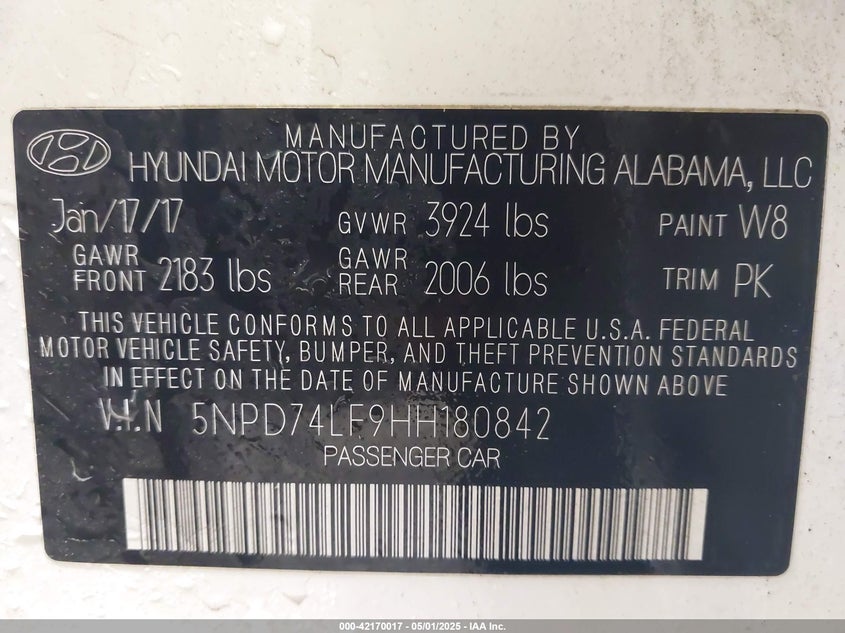 MANUFACTURED BY
HYUNDAI MOTOR MANUFACTURING ALABAMA, LLC
Jan/17/17 GVWR 3924 lbs PAINT W8
GAWR FRONT 2183 lbs GAWR REAR 2006 lbs TRIM PK
THIS VEHICLE CONFORMS TO ALL APPLICABLE U.S.A. FEDERAL
MOTOR VEHICLE SAFETY, BUMPER, AND THEFT PREVENTION STANDARDS
IN EFFECT ON THE DATE OF MANUFACTURE SHOWN ABOVE
V.I.N 5NPD74LF9HH180842
PASSENGER CAR
000-42170017 - 05/01/2025 - IAA Inc.